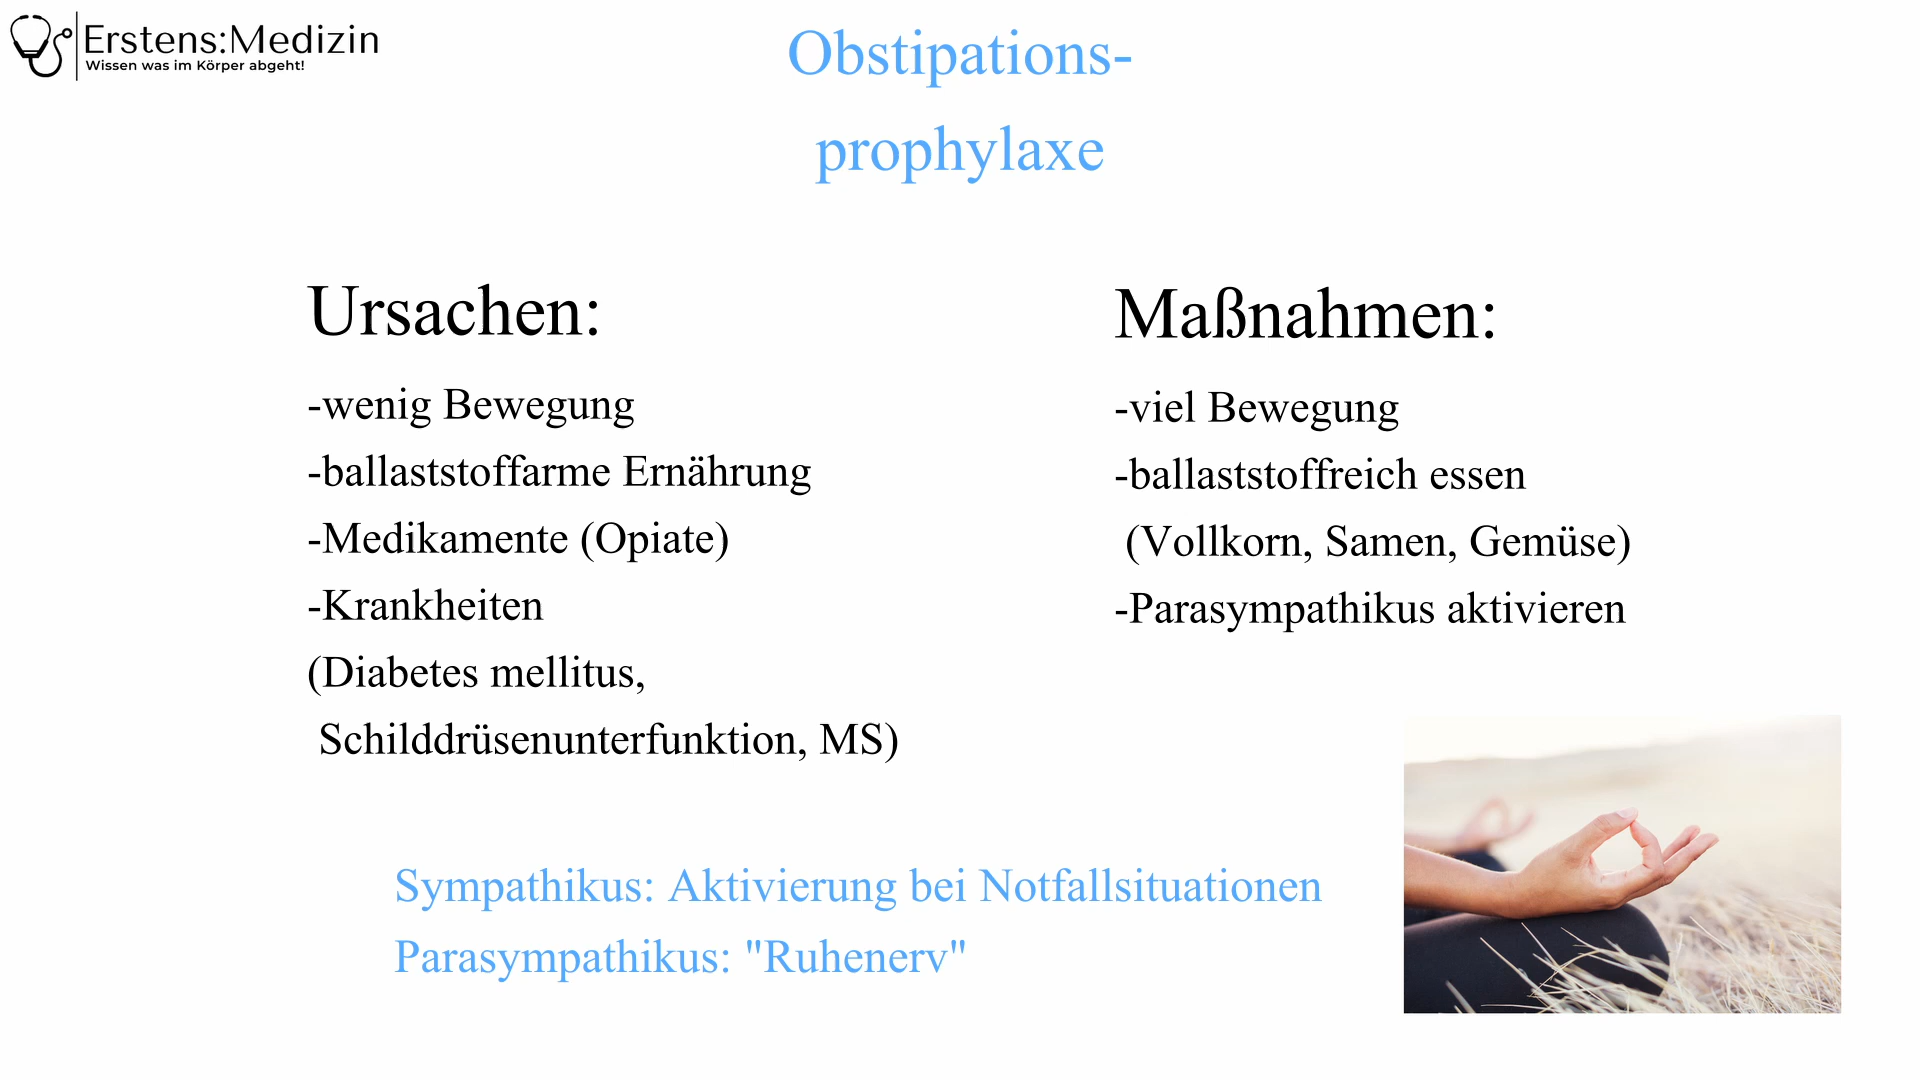 Erstens:Medizin
Wissen was im Körper abgeht!
Obstipations-
prophylaxe
Ursachen:
-wenig Bewegung
-ballaststoffarme Ernährung
-Medikamente (Opiate)
-Krankheiten
(Diabetes mellitus,
Schilddrüsenunterfunktion, MS)
Maßnahmen:
-viel Bewegung
-ballaststoffreich essen
(Vollkorn, Samen, Gemüse)
-Parasympathikus aktivieren
Sympathikus: Aktivierung bei Notfallsituationen
Parasympathikus: "Ruhenerv"